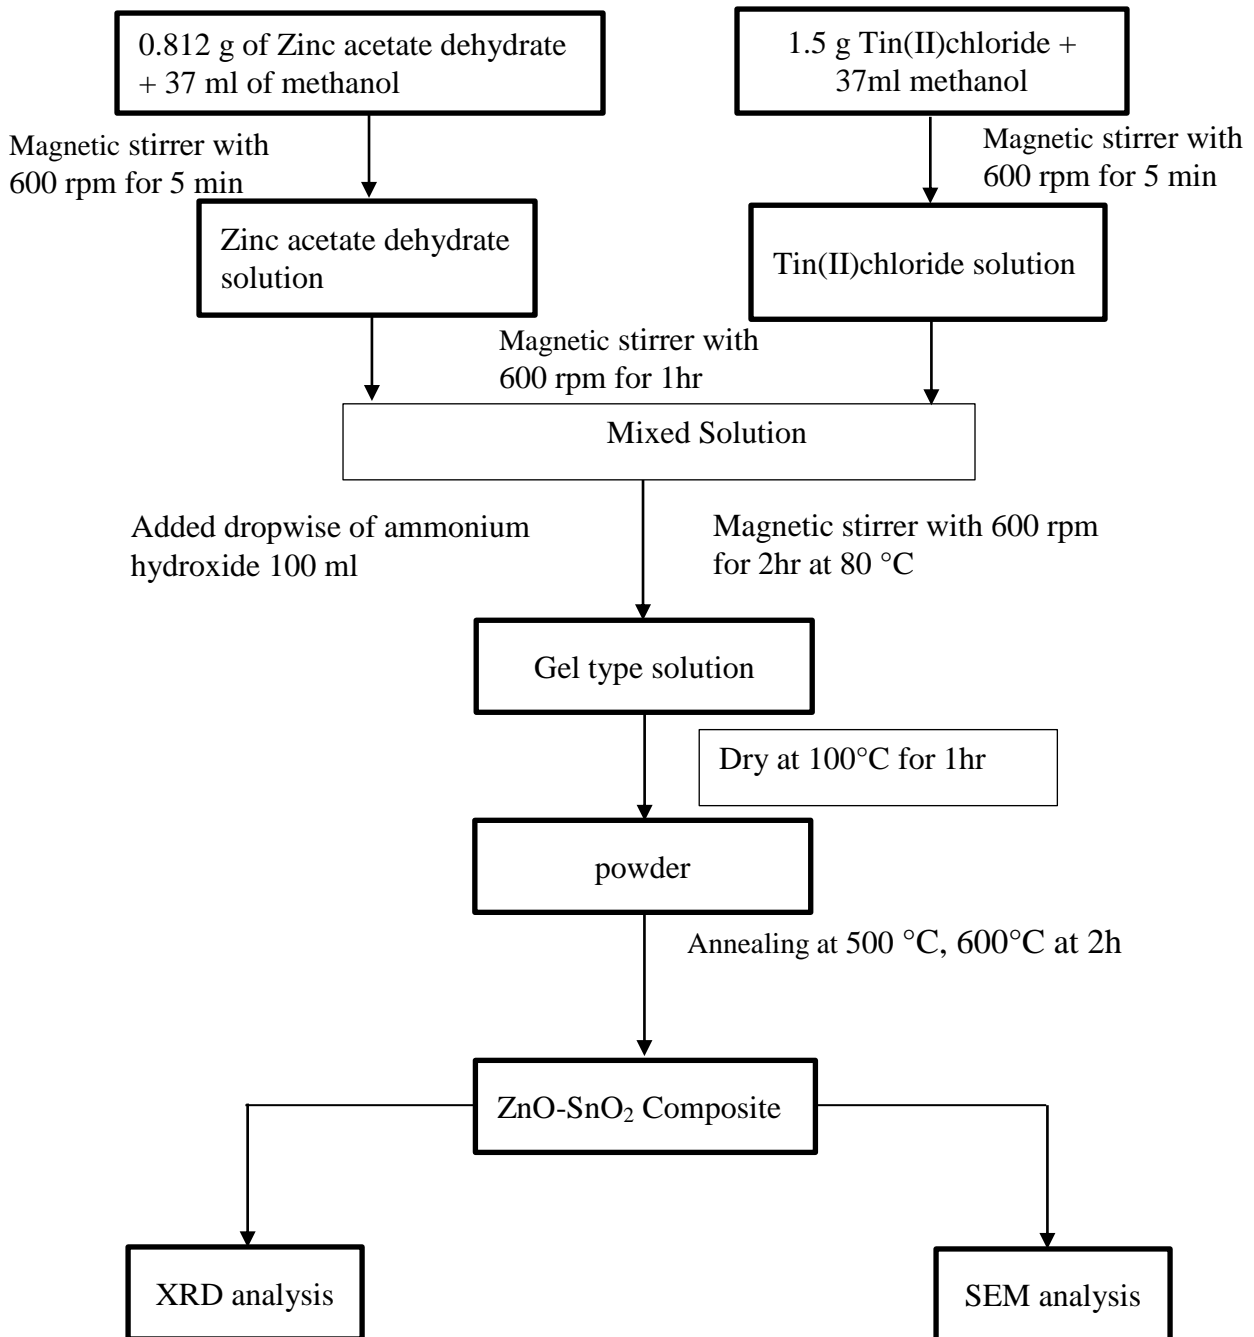 0.812 g of Zinc acetate dehydrate
+ 37 ml of methanol
1.5 g Tin(II)chloride +
37ml methanol
Magnetic stirrer with
600 rpm for 5 min
Magnetic stirrer with
600 rpm for 5 min
Zinc acetate dehydrate
solution
Tin(II)chloride solution
Magnetic stirrer with
600 rpm for 1hr
Mixed Solution
Added dropwise of ammonium
hydroxide 100 ml
Magnetic stirrer with 600 rpm
for 2hr at 80 °C
Gel type solution
Dry at 100°C for 1hr
powder
Annealing at 500 °C, 600°C at 2h
ZnO-SnO₂ Composite
XRD analysis
SEM analysis